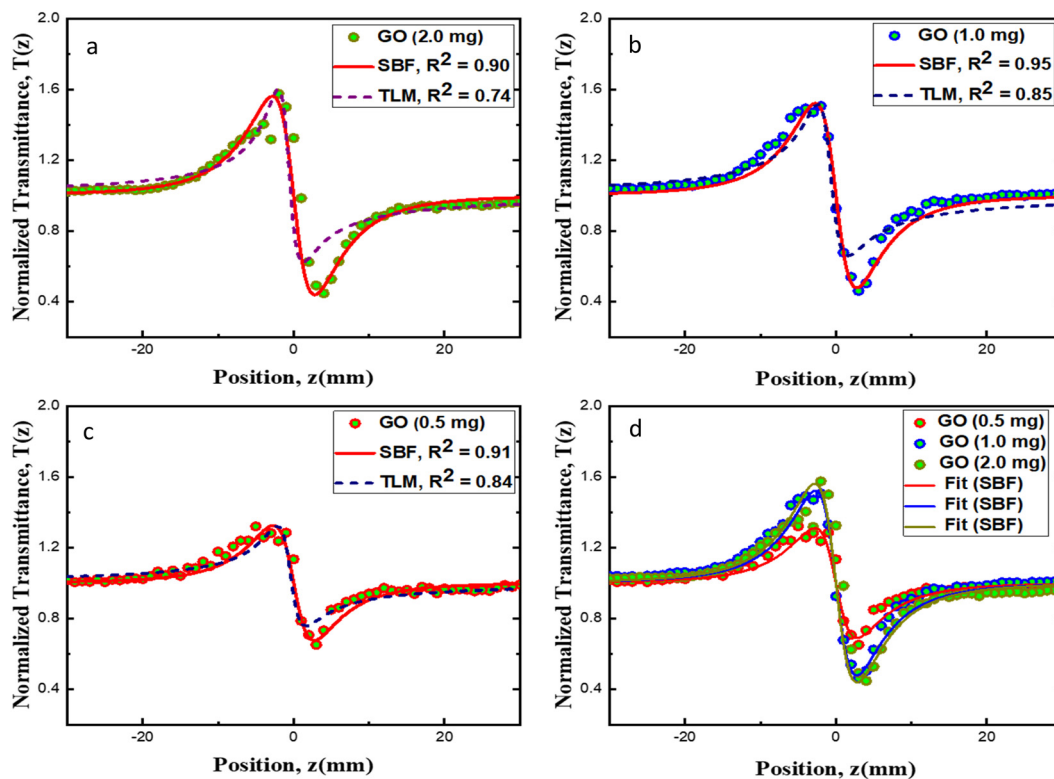 a
GO (2.0 mg)
SBF, R² = 0.90
TLM, R² = 0.74
Normalized Transmittance, T(z)
2.0
1.6
1.2
0.8
0.4
-20
0
20
Position, z(mm)
b
GO (1.0 mg)
SBF, R² = 0.95
TLM, R² = 0.85
Normalized Transmittance, T(z)
2.0
1.6
1.2
0.8
0.4
-20
0
20
Position, z(mm)
c
GO (0.5 mg)
SBF, R² = 0.91
TLM, R² = 0.84
Normalized Transmittance, T(z)
2.0
1.6
1.2
0.8
0.4
-20
0
20
Position, z(mm)
d
GO (0.5 mg)
GO (1.0 mg)
GO (2.0 mg)
Fit (SBF)
Fit (SBF)
Fit (SBF)
Normalized Transmittance, T(z)
2.0
1.6
1.2
0.8
0.4
-20
0
20
Position, z(mm)